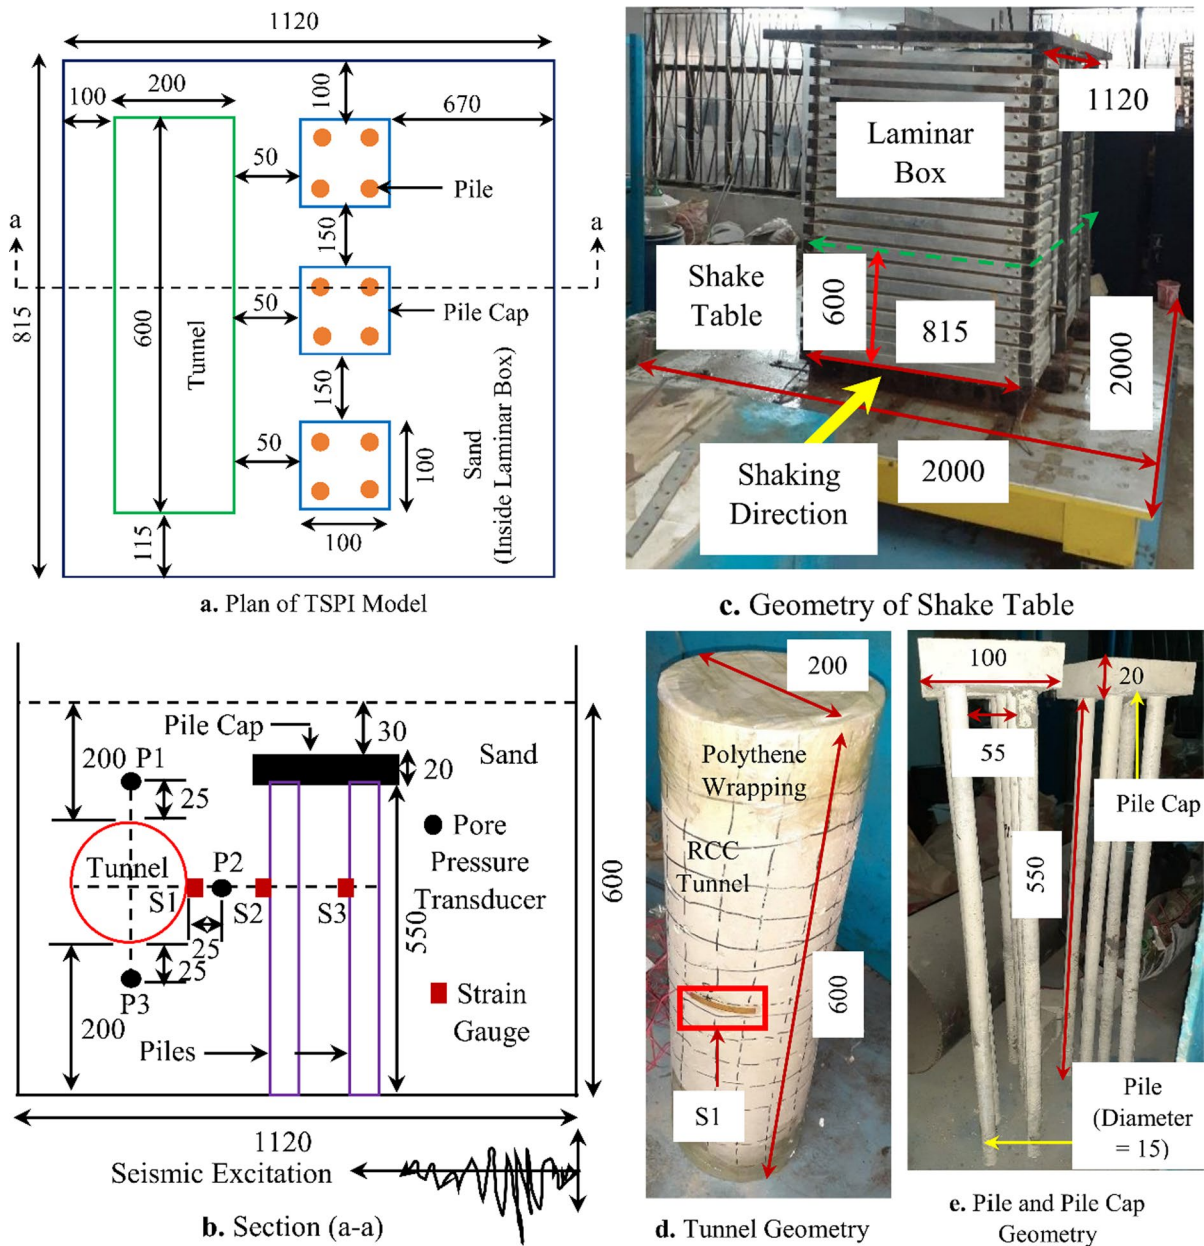 1120
200
100
100
670
50
Pile
150
a
a
50
Pile Cap
815
600
Tunnel
150
50
100
Sand
(Inside Laminar Box)
115
100
a. Plan of TSPI Model
1120
Laminar
Box
Shake
Table
600
815
2000
Shaking
Direction
2000
c. Geometry of Shake Table
Pile Cap
30
Sand
200
P1
20
25
Pore
Pressure
Transducer
Tunnel
P2
S1
S2
S3
25
550
600
25
P3
200
Strain
Gauge
Piles
1120
Seismic Excitation
b. Section (a-a)
200
Polythene
Wrapping
RCC
Tunnel
600
S1
d. Tunnel Geometry
100
20
55
Pile Cap
550
Pile
(Diameter
= 15)
e. Pile and Pile Cap
Geometry